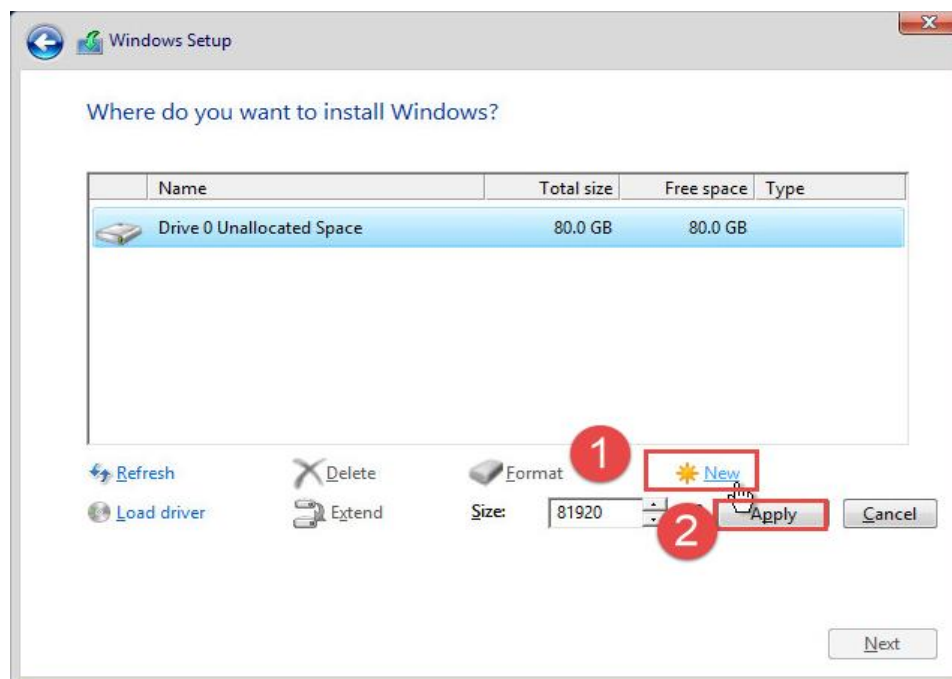 Windows Setup
Where do you want to install Windows?
Name Total size Free space Type
Drive 0 Unallocated Space 80.0 GB 80.0 GB
1
Refresh Delete Format New
Load driver Extend Size: 81920 Apply Cancel
2
Next